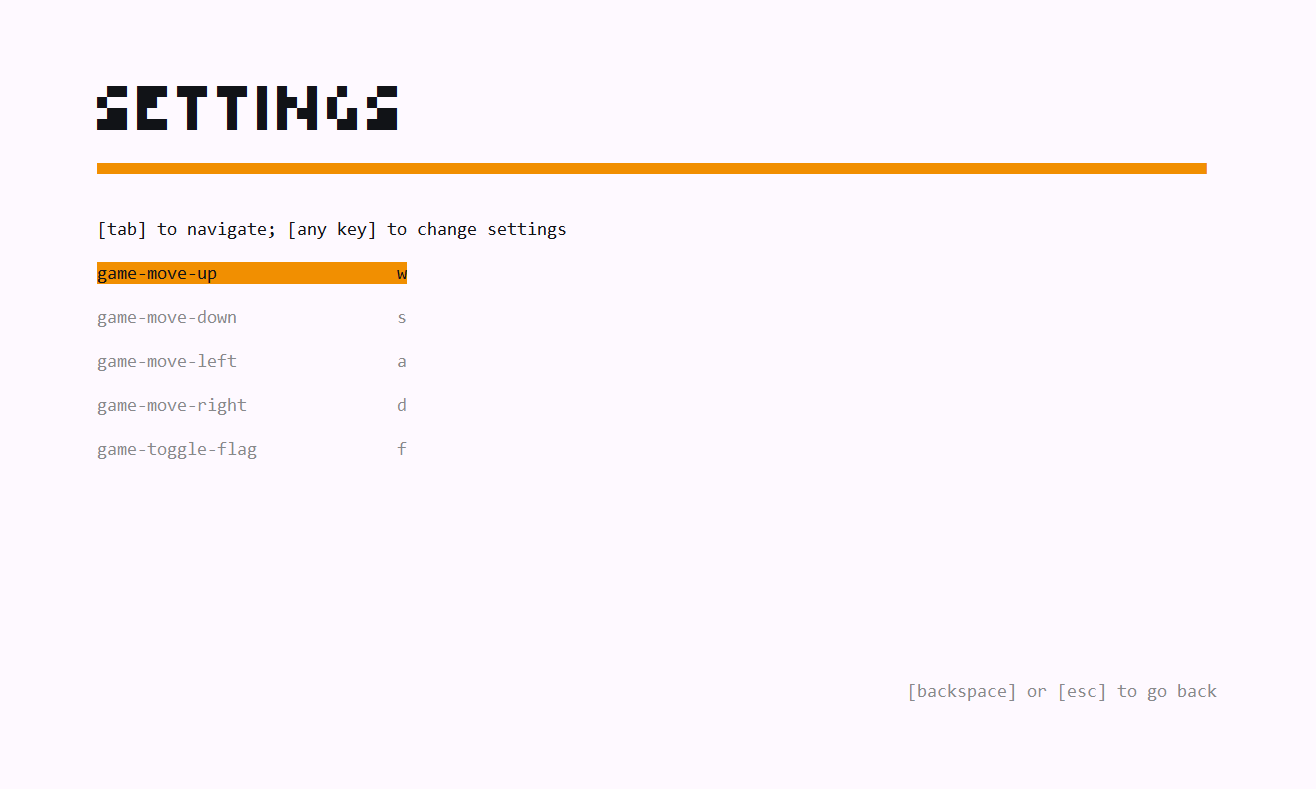 SETTINGS
[tab] to navigate; [any key] to change settings
game-move-up w
game-move-down s
game-move-left a
game-move-right d
game-toggle-flag f
[backspace] or [esc] to go back